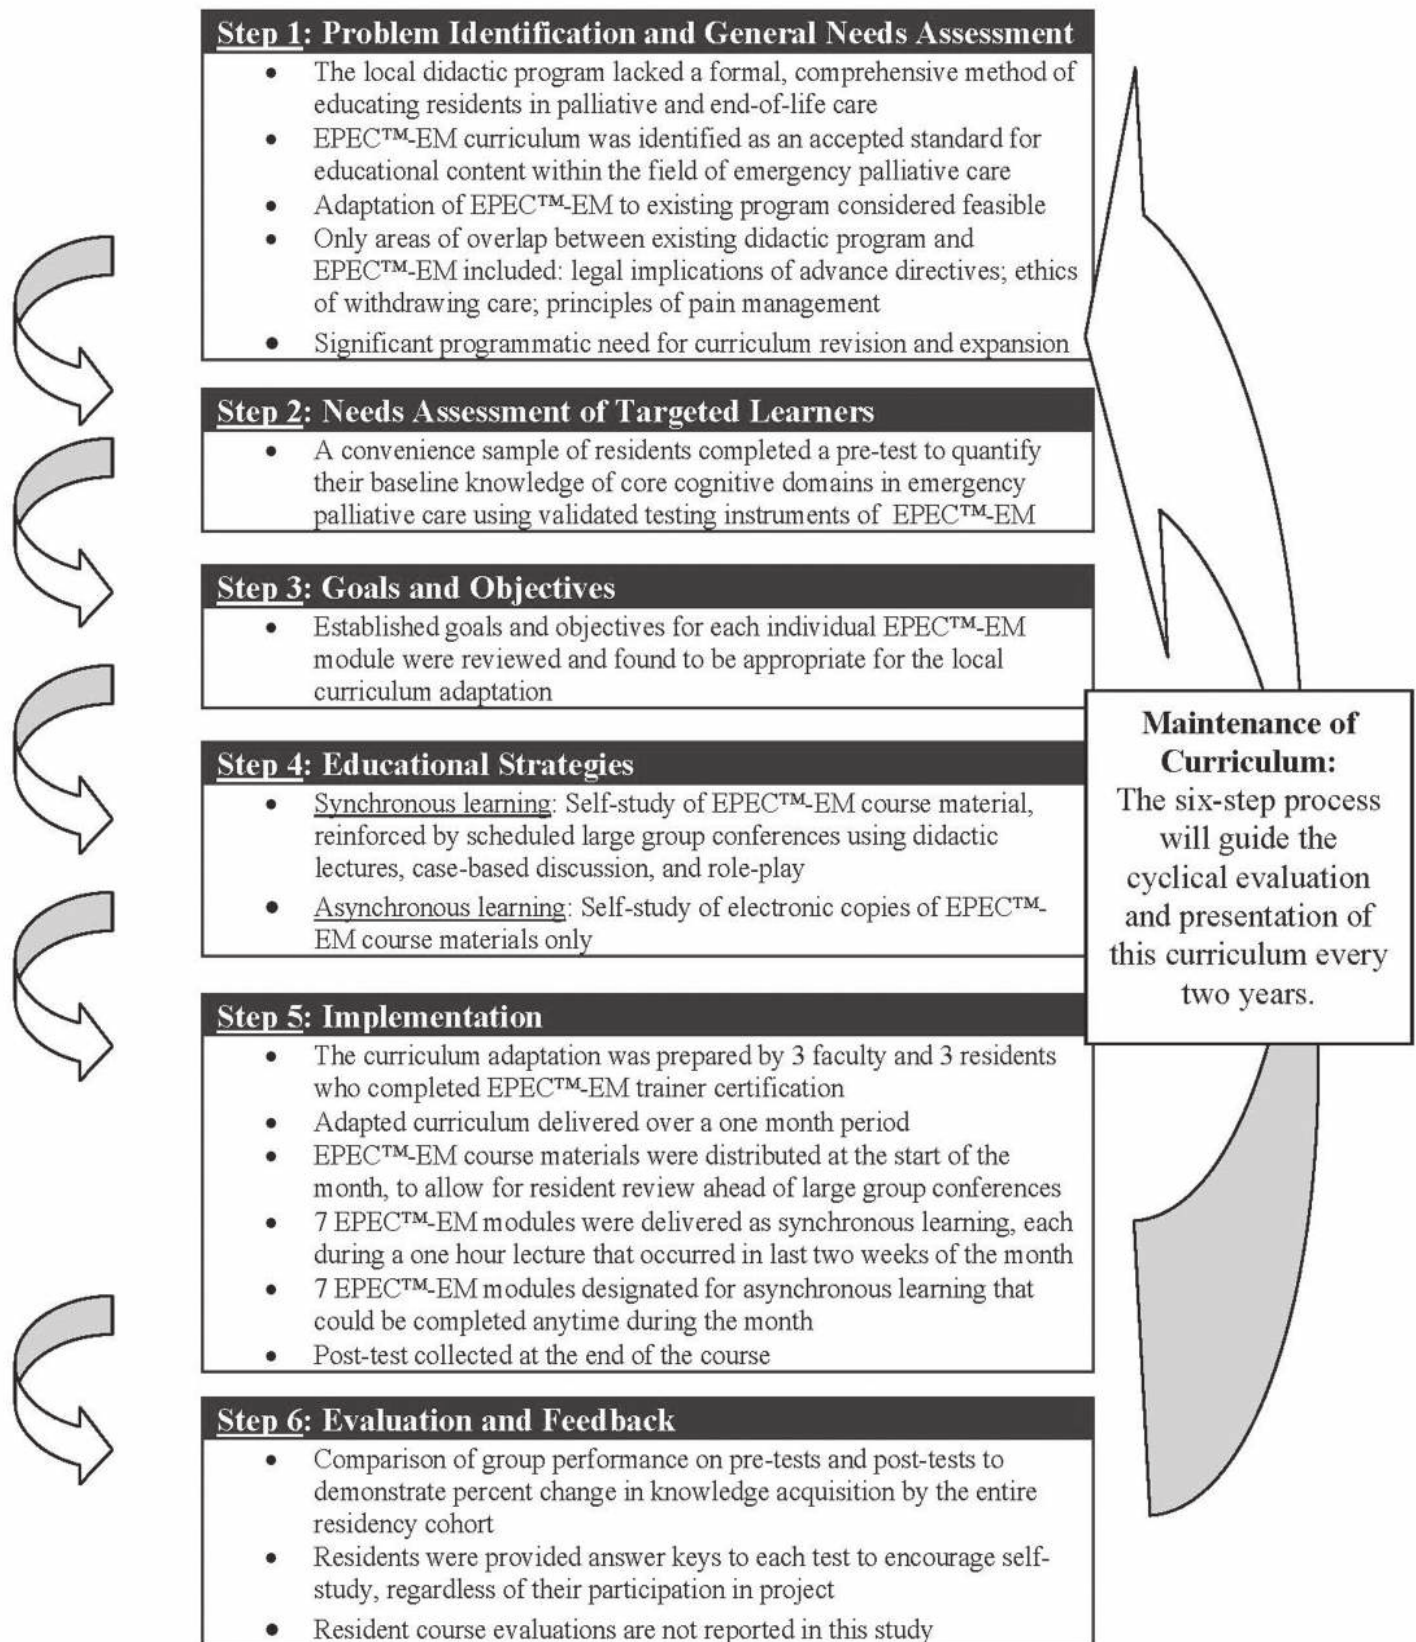 Step 1: Problem Identification and General Needs Assessment
• The local didactic program lacked a formal, comprehensive method of
educating residents in palliative and end-of-life care
• EPEC™-EM curriculum was identified as an accepted standard for
educational content within the field of emergency palliative care
• Adaptation of EPEC™-EM to existing program considered feasible
• Only areas of overlap between existing didactic program and
EPEC™-EM included: legal implications of advance directives; ethics
of withdrawing care; principles of pain management
• Significant programmatic need for curriculum revision and expansion
Step 2: Needs Assessment of Targeted Learners
• A convenience sample of residents completed a pre-test to quantify
their baseline knowledge of core cognitive domains in emergency
palliative care using validated testing instruments of EPEC™-EM
Step 3: Goals and Objectives
• Established goals and objectives for each individual EPEC™-EM
module were reviewed and found to be appropriate for the local
curriculum adaptation
Step 4: Educational Strategies
• Synchronous learning: Self-study of EPEC™-EM course material,
reinforced by scheduled large group conferences using didactic
lectures, case-based discussion, and role-play
• Asynchronous learning: Self-study of electronic copies of EPEC™-
EM course materials only
Step 5: Implementation
• The curriculum adaptation was prepared by 3 faculty and 3 residents
who completed EPEC™-EM trainer certification
• Adapted curriculum delivered over a one month period
• EPEC™-EM course materials were distributed at the start of the
month, to allow for resident review ahead of large group conferences
• 7 EPEC™-EM modules were delivered as synchronous learning, each
during a one hour lecture that occurred in last two weeks of the month
• 7 EPEC™-EM modules designated for asynchronous learning that
could be completed anytime during the month
• Post-test collected at the end of the course
Step 6: Evaluation and Feedback
• Comparison of group performance on pre-tests and post-tests to
demonstrate percent change in knowledge acquisition by the entire
residency cohort
• Residents were provided answer keys to each test to encourage self-
study, regardless of their participation in project
• Resident course evaluations are not reported in this study
Maintenance of
Curriculum:
The six-step process
will guide the
cyclical evaluation
and presentation of
this curriculum every
two years.